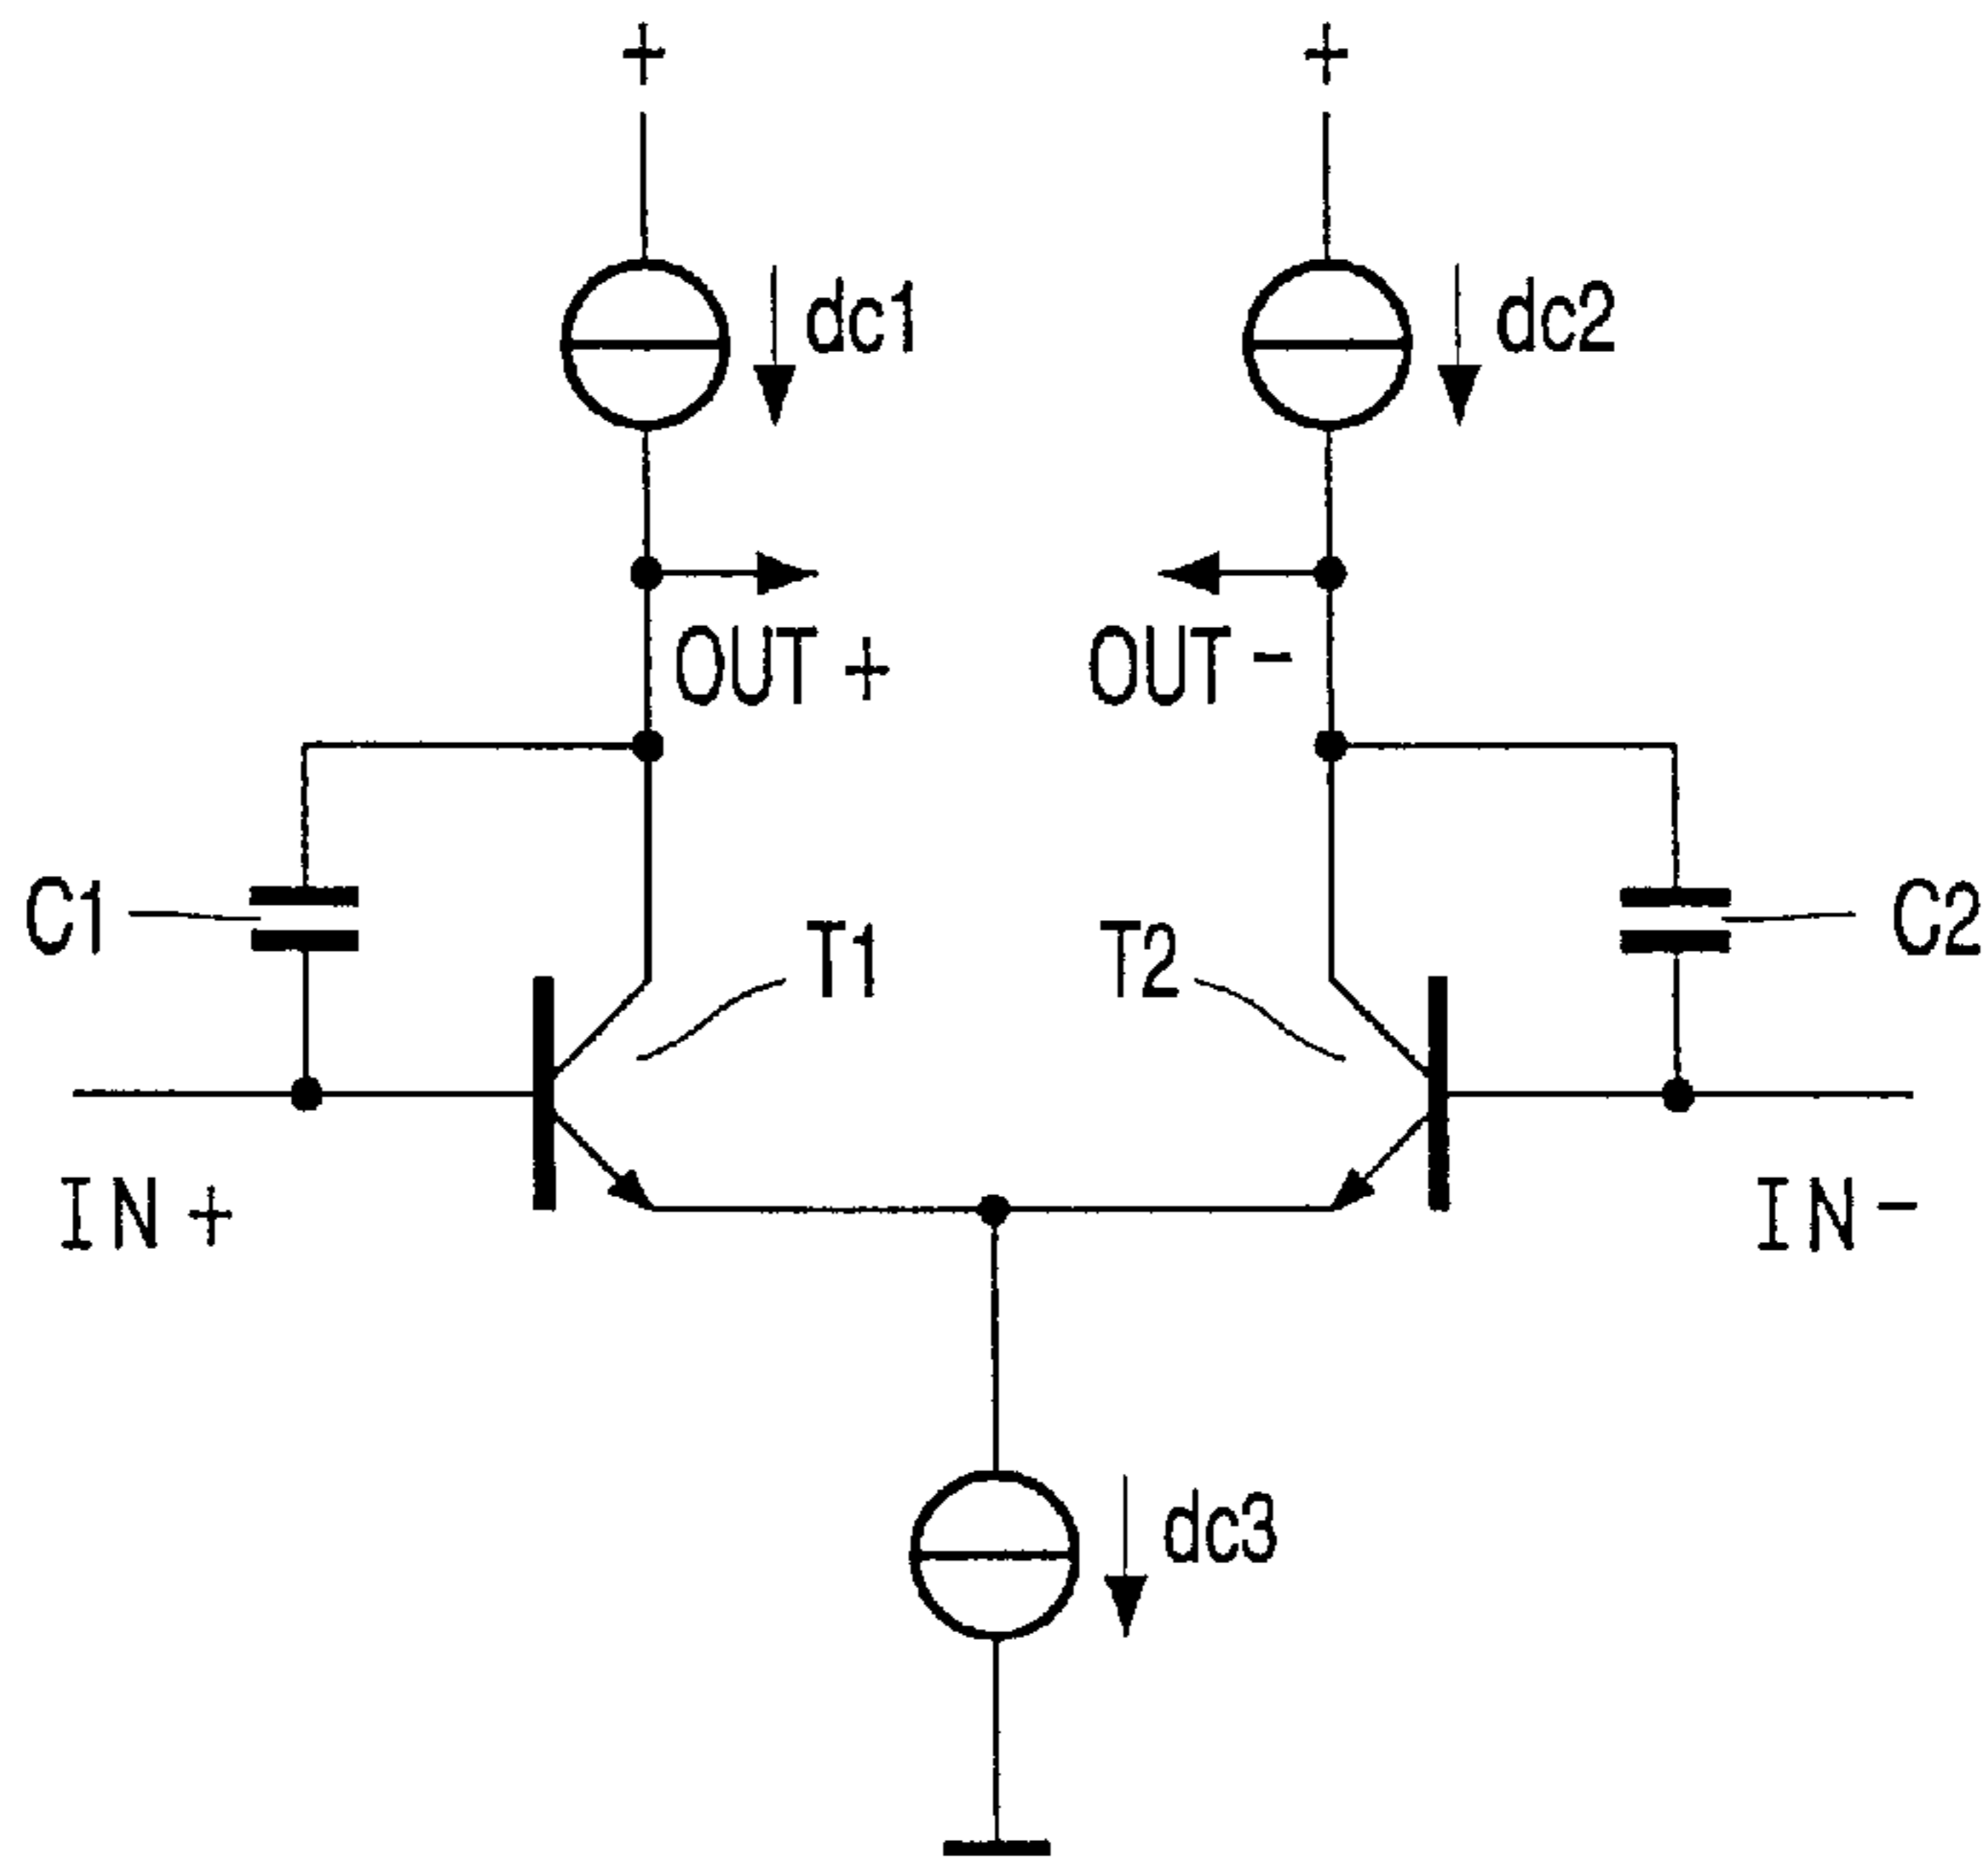 + +
dc1 dc2
OUT+ OUT-
C1 T1 T2 C2
IN+ IN-
dc3